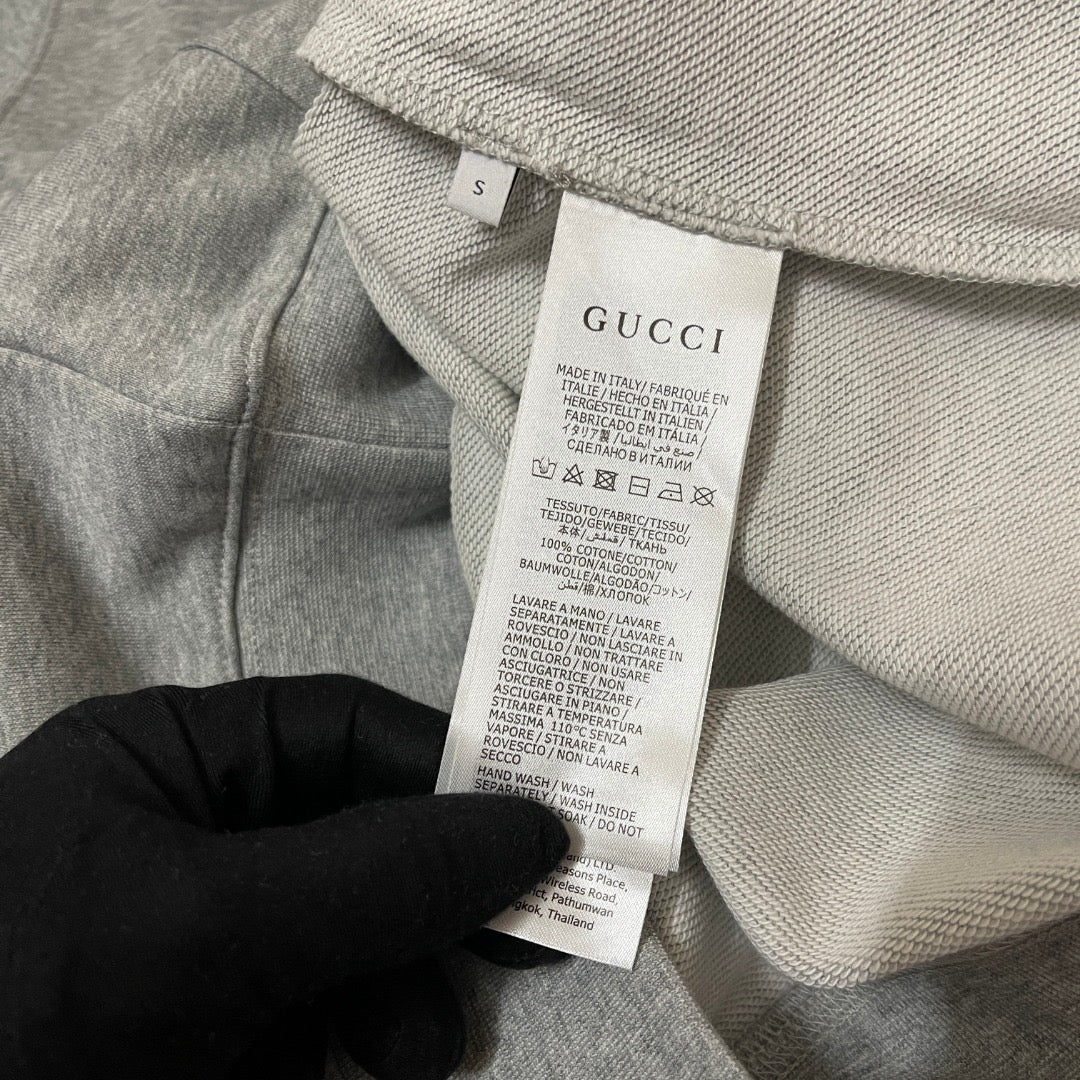 S
GUCCI
MADE IN ITALY/ FABRIQUÉ EN
ITALIE / HECHO EN ITALIA /
HERGESTELLT IN ITALIEN /
FABRICADO EM ITÁLIA /
イタリア製 / صنع في ايطاليا /
СДЕЛАНО В ИТАЛИИ
TESSUTO/FABRIC/TISSU/
TEJIDO/GEWEBE/TECIDO/
本体/قماش/ ТКАНЬ
100% COTONE/COTTON/
COTON/ALGODON/
BAUMWOLLE/ALGODÃO/コットン/
قطن/棉/ХЛОПОК
LAVARE A MANO / LAVARE
SEPARATAMENTE / LAVARE A
ROVESCIO / NON LASCIARE IN
AMMOLLO / NON TRATTARE
CON CLORO / NON USARE
ASCIUGATRICE / NON
TORCERE O STRIZZARE /
ASCIUGARE IN PIANO /
STIRARE A TEMPERATURA
MASSIMA 110°C SENZA
VAPORE / STIRARE A
ROVESCIO / NON LAVARE A
SECCO
HAND WASH / WASH
SEPARATELY / WASH INSIDE
SOAK / DO NOT
LTD.
Place,
Wireless Road,
Pathumwan
Thailand